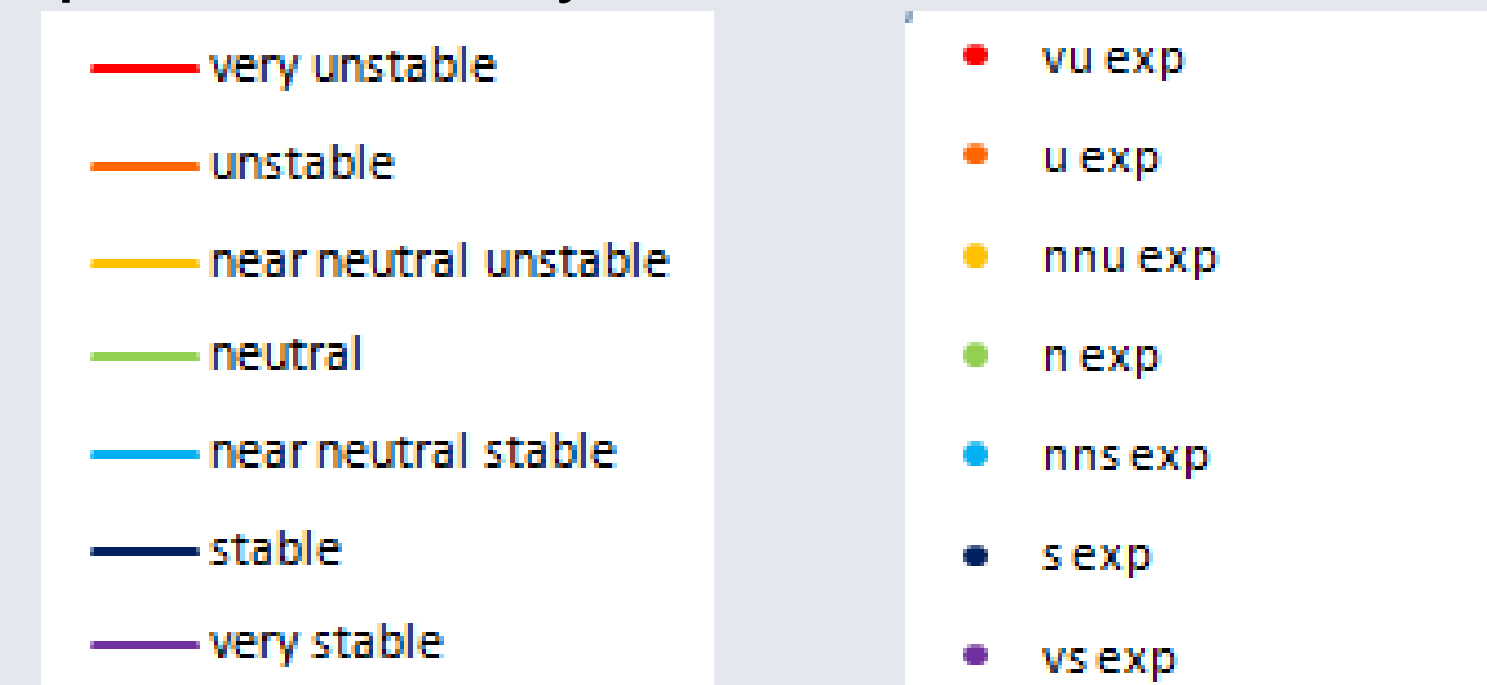 very unstable
unstable
near neutral unstable
neutral
near neutral stable
stable
very stable
vu exp
u exp
nnu exp
n exp
nns exp
s exp
vs exp